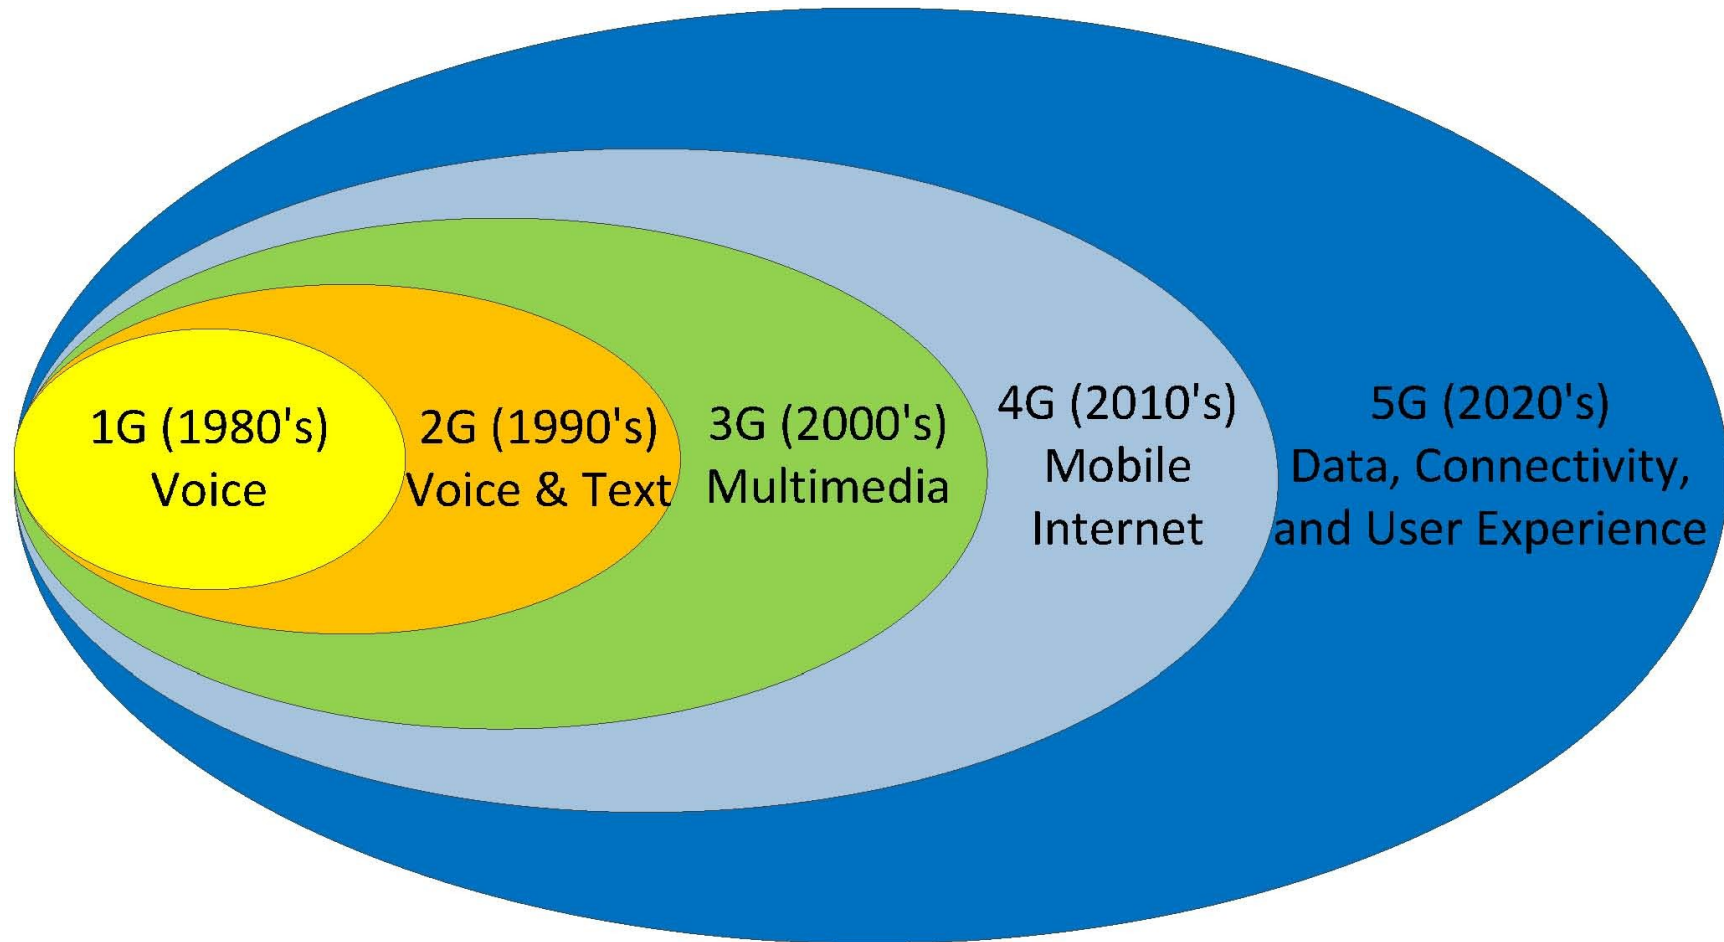 1G (1980's)
Voice
2G (1990's)
Voice & Text
3G (2000's)
Multimedia
4G (2010's)
Mobile
Internet
5G (2020's)
Data, Connectivity,
and User Experience